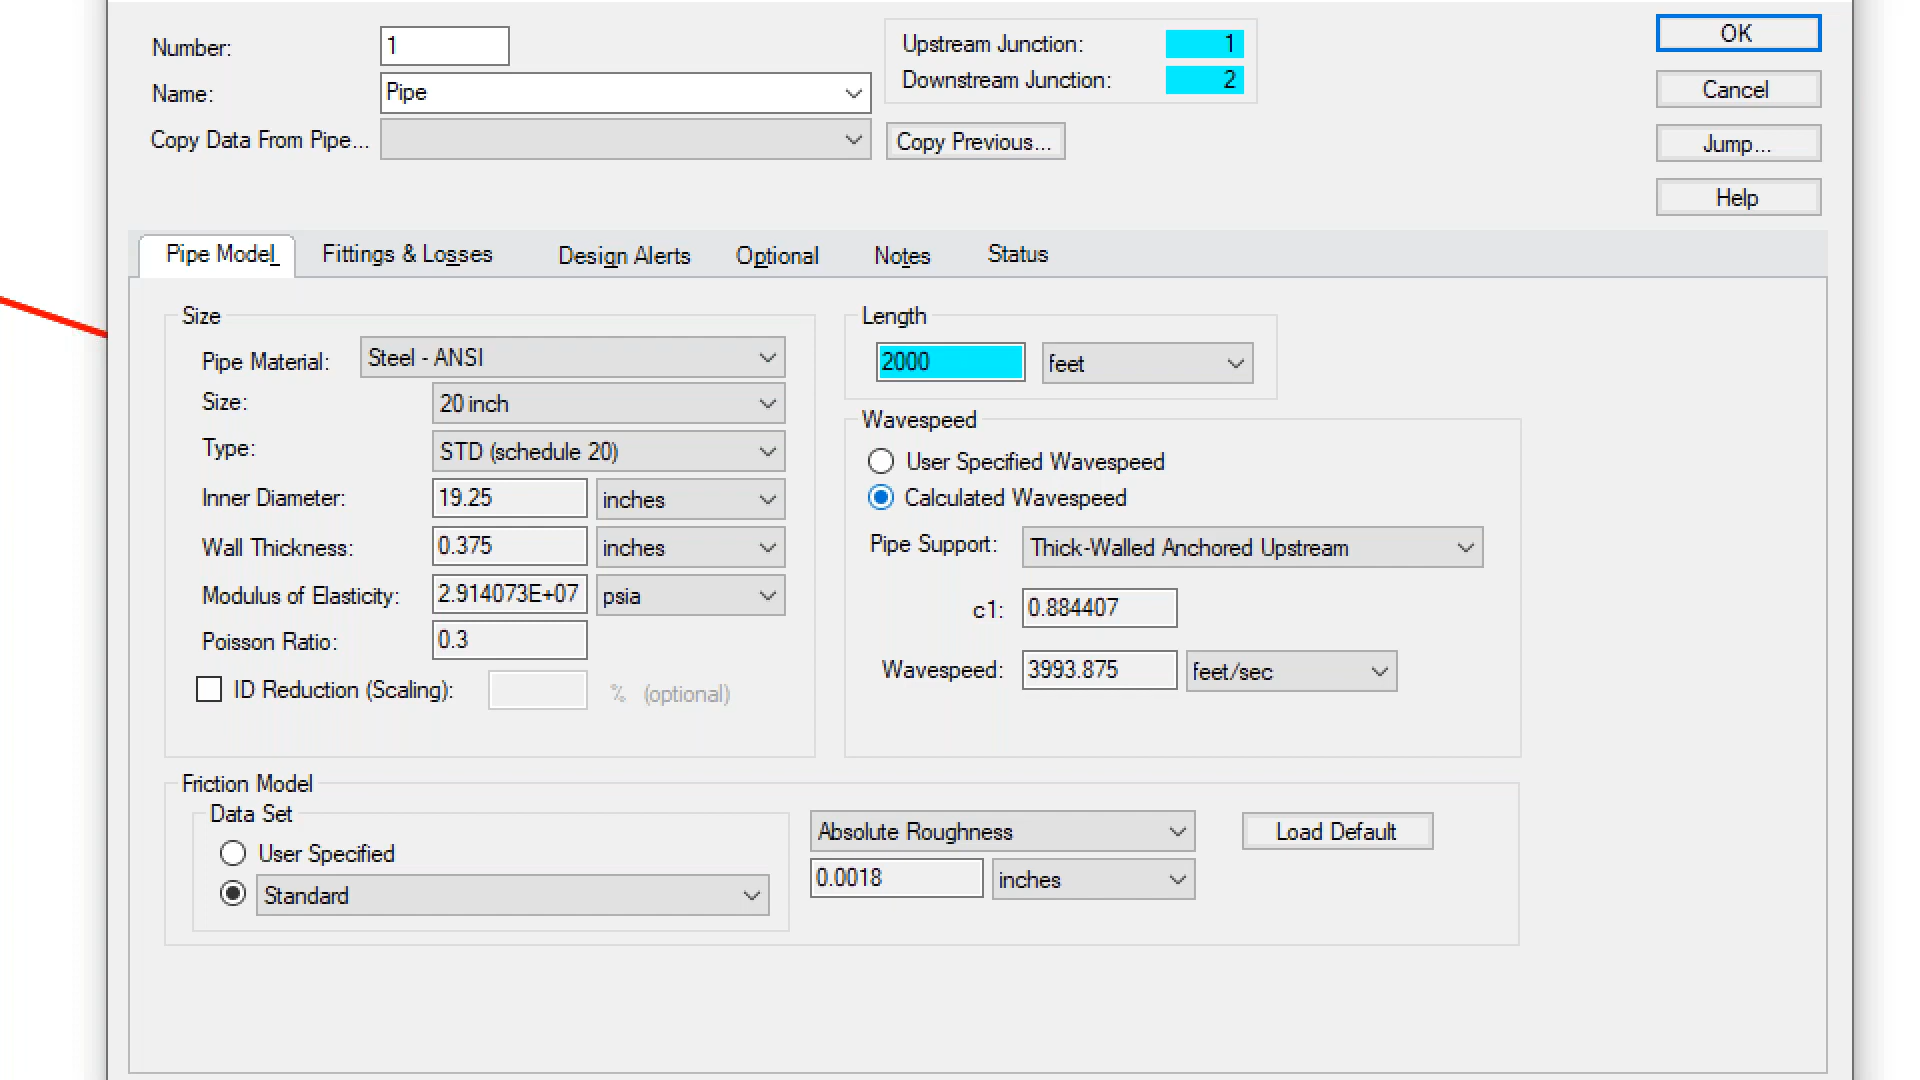 Number: 1
Name: Pipe
Copy Data From Pipe...
Copy Previous...
Upstream Junction: 1
Downstream Junction: 2
OK
Cancel
Jump...
Help
Pipe Model Fittings & Losses Design Alerts Optional Notes Status
Size
Pipe Material: Steel - ANSI
Size: 20 inch
Type: STD (schedule 20)
Inner Diameter: 19.25 inches
Wall Thickness: 0.375 inches
Modulus of Elasticity: 2.914073E+07 psia
Poisson Ratio: 0.3
ID Reduction (Scaling): % (optional)
Length
2000 feet
Wavespeed
User Specified Wavespeed
Calculated Wavespeed
Pipe Support: Thick-Walled Anchored Upstream
c1: 0.884407
Wavespeed: 3993.875 feet/sec
Friction Model
Data Set
User Specified
Standard
Absolute Roughness
0.0018 inches
Load Default